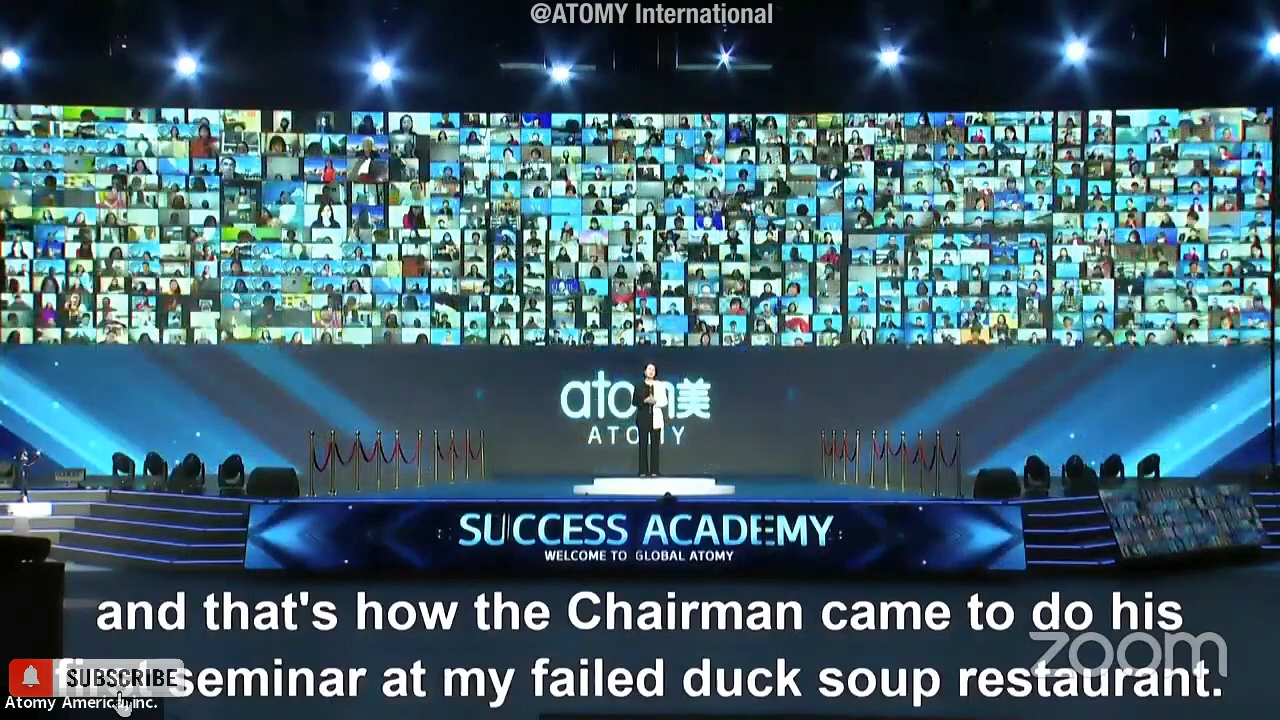 @ATOMY International
atom美
ATOMY
SUCCESS ACADEMY
WELCOME TO GLOBAL ATOMY
and that's how the Chairman came to do his
first seminar at my failed duck soup restaurant.
zoom
SUBSCRIBE
Atomy America Inc.